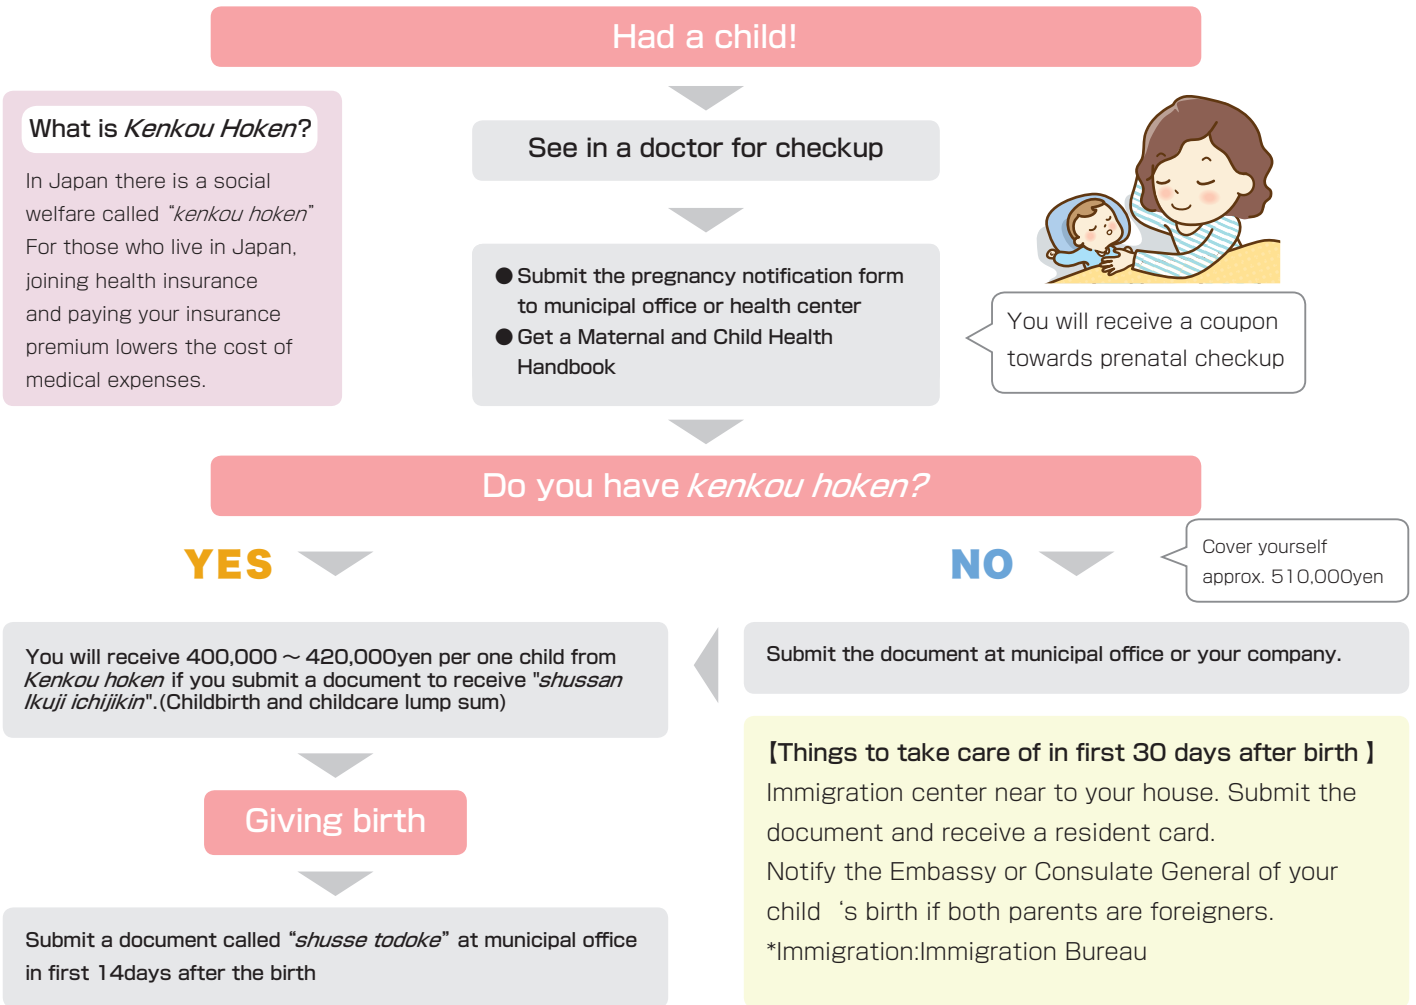 Had a child!
What is Kenkou Hoken?
In Japan there is a social
welfare called “kenkou hoken”
For those who live in Japan,
joining health insurance
and paying your insurance
premium lowers the cost of
medical expenses.
See in a doctor for checkup
● Submit the pregnancy notification form
to municipal office or health center
● Get a Maternal and Child Health
Handbook
You will receive a coupon
towards prenatal checkup
Do you have kenkou hoken?
YES
NO
Cover yourself
approx. 510,000yen
You will receive 400,000 ～ 420,000yen per one child from
Kenkou hoken if you submit a document to receive "shussan
Ikuji ichijikin".(Childbirth and childcare lump sum)
Submit the document at municipal office or your company.
Giving birth
Submit a document called “shusse todoke” at municipal office
in first 14days after the birth
【Things to take care of in first 30 days after birth 】
Immigration center near to your house. Submit the
document and receive a resident card.
Notify the Embassy or Consulate General of your
child ‘s birth if both parents are foreigners.
*Immigration:Immigration Bureau